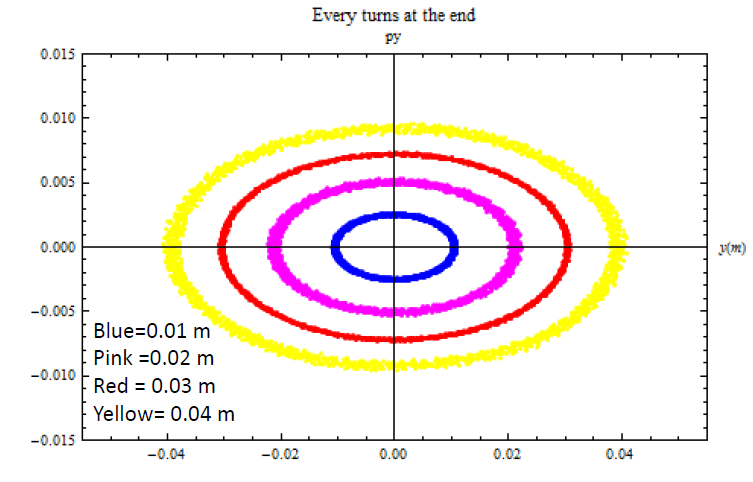 Every turns at the end
py
0.015
0.010
0.005
0.000
y(m)
−0.005
Blue=0.01 m
Pink =0.02 m
−0.010
Red = 0.03 m
Yellow= 0.04 m
−0.015
−0.04 −0.02 0.00 0.02 0.04